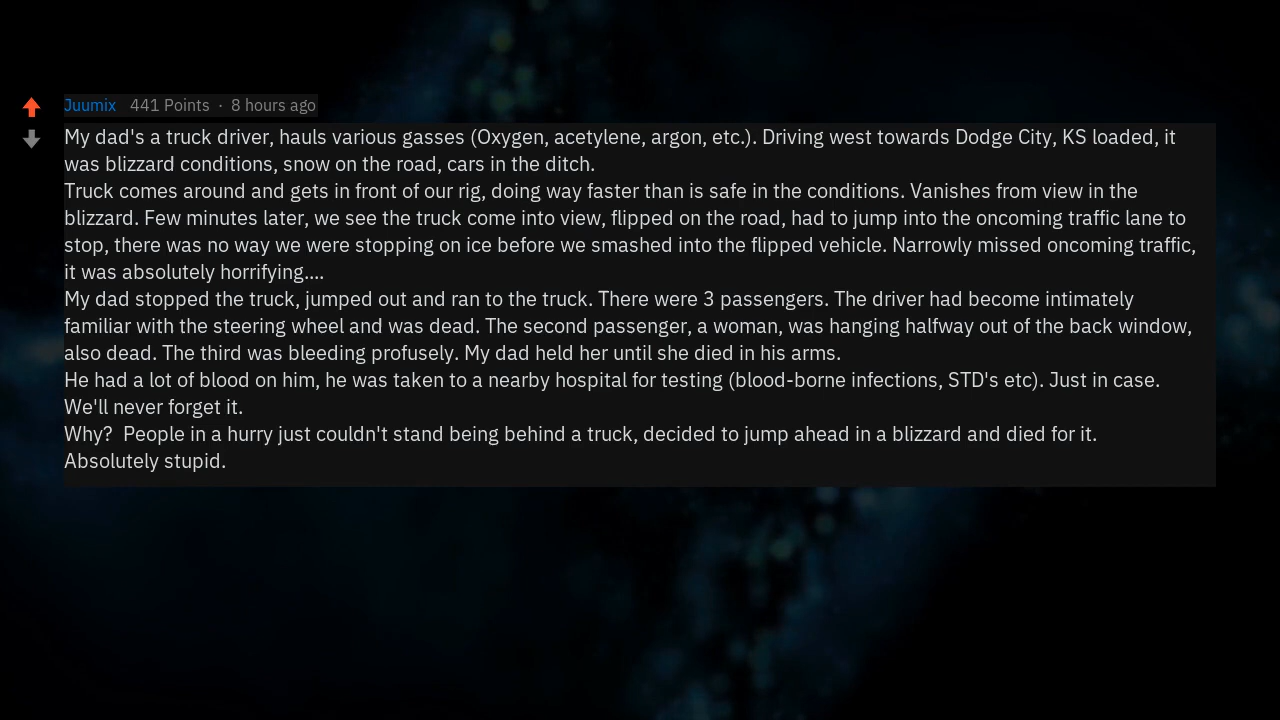 Juumix 441 Points · 8 hours ago
My dad's a truck driver, hauls various gasses (Oxygen, acetylene, argon, etc.). Driving west towards Dodge City, KS loaded, it
was blizzard conditions, snow on the road, cars in the ditch.
Truck comes around and gets in front of our rig, doing way faster than is safe in the conditions. Vanishes from view in the
blizzard. Few minutes later, we see the truck come into view, flipped on the road, had to jump into the oncoming traffic lane to
stop, there was no way we were stopping on ice before we smashed into the flipped vehicle. Narrowly missed oncoming traffic,
it was absolutely horrifying....
My dad stopped the truck, jumped out and ran to the truck. There were 3 passengers. The driver had become intimately
familiar with the steering wheel and was dead. The second passenger, a woman, was hanging halfway out of the back window,
also dead. The third was bleeding profusely. My dad held her until she died in his arms.
He had a lot of blood on him, he was taken to a nearby hospital for testing (blood-borne infections, STD's etc). Just in case.
We'll never forget it.
Why?  People in a hurry just couldn't stand being behind a truck, decided to jump ahead in a blizzard and died for it.
Absolutely stupid.